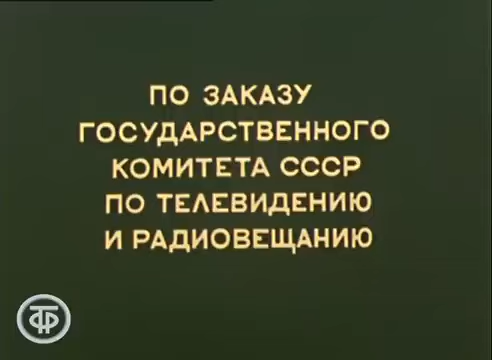 ПО ЗАКАЗУ
ГОСУДАРСТВЕННОГО
КОМИТЕТА СССР
ПО ТЕЛЕВИДЕНИЮ
И РАДИОВЕЩАНИЮ